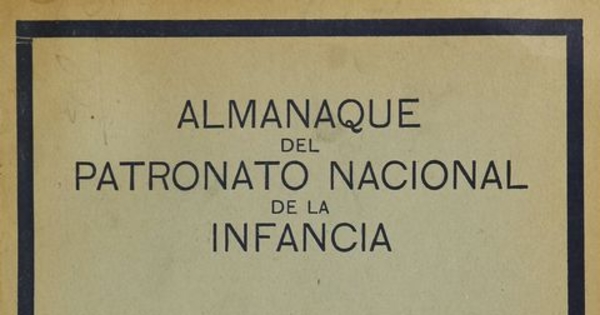 ALMANAQUE
DEL
PATRONATO NACIONAL
DE LA
INFANCIA